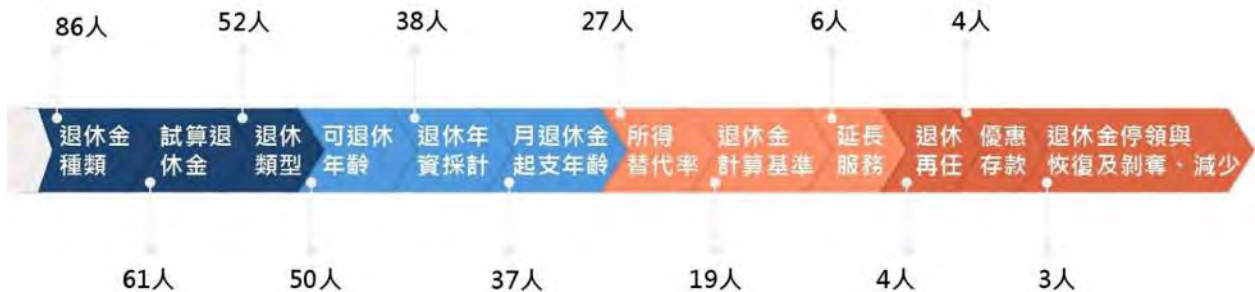 86人
52人
38人
27人
6人
4人
退休金
種類
試算退
休金
退休
類型
可退休
年齡
退休年
資採計
月退休金
起支年齡
所得
替代率
退休金
計算基準
延長
服務
退休
再任
優惠
存款
退休金停領與
恢復及剝奪、減少
61人
50人
37人
19人
4人
3人